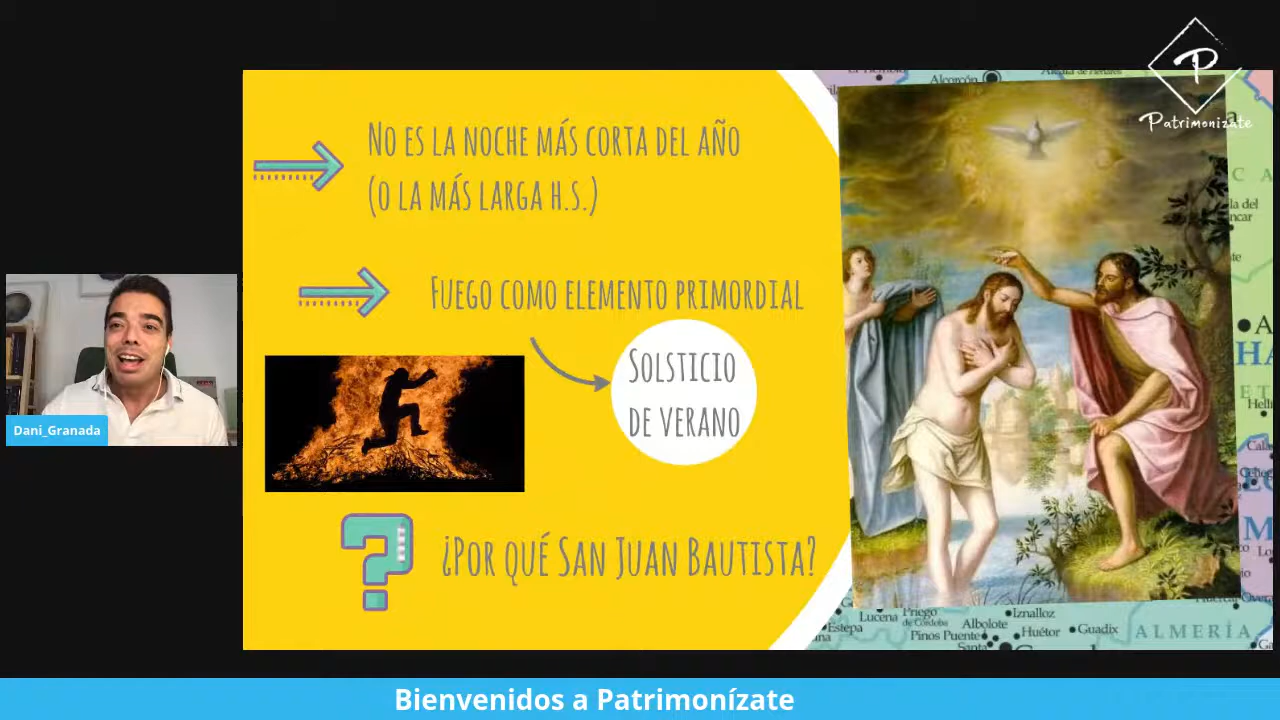 Patrimonízate
NO ES LA NOCHE MÁS CORTA DEL AÑO
(O LA MÁS LARGA H.S.)
FUEGO COMO ELEMENTO PRIMORDIAL
SOLSTICIO
DE VERANO
¿POR QUÉ SAN JUAN BAUTISTA?
Dani_Granada
Alcorcón
Lucena
Priego
de Córdoba
Iznalloz
Estepa
Albolote
Pinos Puente
Huétor
Guadix
ALMERÍA
Bienvenidos a Patrimonízate